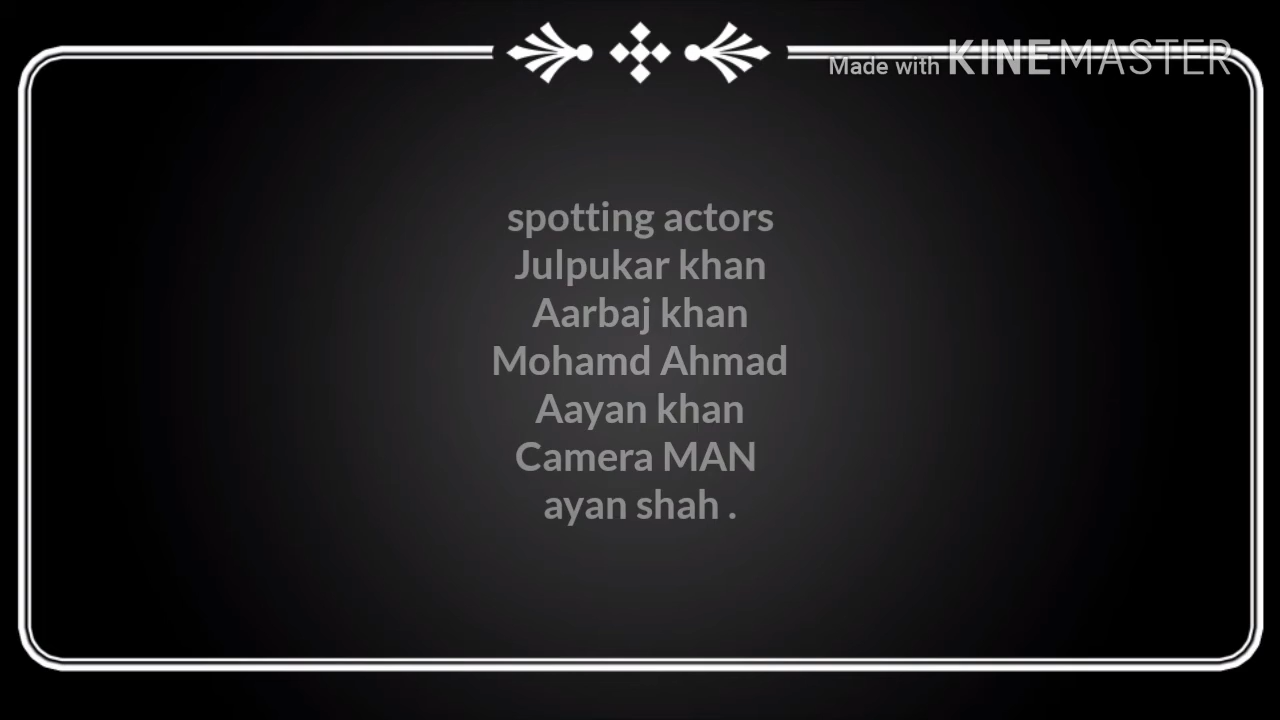 Made with KINEMASTER
spotting actors
Julpukar khan
Aarbaj khan
Mohamd Ahmad
Aayan khan
Camera MAN
ayan shah .